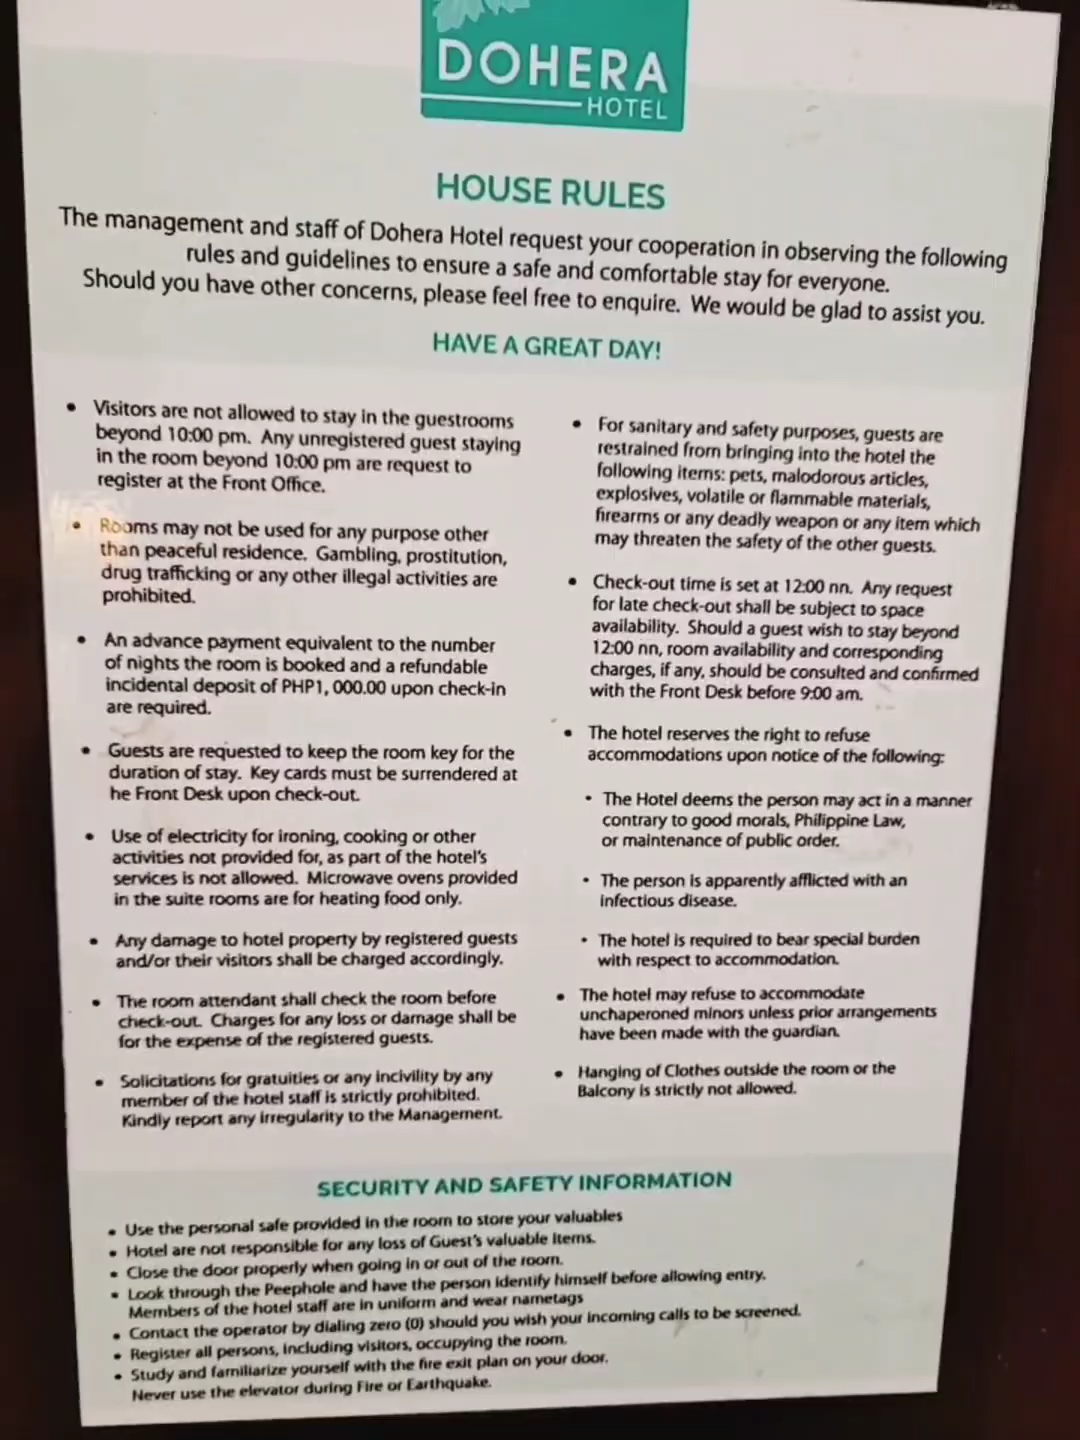 DOHERA
HOTEL
HOUSE RULES
The management and staff of Dohera Hotel request your cooperation in observing the following
rules and guidelines to ensure a safe and comfortable stay for everyone.
Should you have other concerns, please feel free to enquire. We would be glad to assist you.
HAVE A GREAT DAY!
• Visitors are not allowed to stay in the guestrooms
beyond 10:00 pm. Any unregistered guest staying
in the room beyond 10:00 pm are request to
register at the Front Office.
• Rooms may not be used for any purpose other
than peaceful residence. Gambling, prostitution,
drug trafficking or any other illegal activities are
prohibited.
• An advance payment equivalent to the number
of nights the room is booked and a refundable
incidental deposit of PHP1, 000.00 upon check-in
are required.
• Guests are requested to keep the room key for the
duration of stay. Key cards must be surrendered at
he Front Desk upon check-out.
• Use of electricity for ironing, cooking or other
activities not provided for, as part of the hotel's
services is not allowed. Microwave ovens provided
in the suite rooms are for heating food only.
• Any damage to hotel property by registered guests
and/or their visitors shall be charged accordingly.
• The room attendant shall check the room before
check-out. Charges for any loss or damage shall be
for the expense of the registered guests.
• Solicitations for gratuities or any incivility by any
member of the hotel staff is strictly prohibited.
Kindly report any irregularity to the Management.
• For sanitary and safety purposes, guests are
restrained from bringing into the hotel the
following items: pets, malodorous articles,
explosives, volatile or flammable materials,
firearms or any deadly weapon or any item which
may threaten the safety of the other guests.
• Check-out time is set at 12:00 nn. Any request
for late check-out shall be subject to space
availability. Should a guest wish to stay beyond
12:00 nn, room availability and corresponding
charges, if any, should be consulted and confirmed
with the Front Desk before 9:00 am.
• The hotel reserves the right to refuse
accommodations upon notice of the following:
• The Hotel deems the person may act in a manner
contrary to good morals, Philippine Law,
or maintenance of public order.
• The person is apparently afflicted with an
infectious disease.
• The hotel is required to bear special burden
with respect to accommodation.
• The hotel may refuse to accommodate
unchaperoned minors unless prior arrangements
have been made with the guardian.
• Hanging of Clothes outside the room or the
Balcony is strictly not allowed.
SECURITY AND SAFETY INFORMATION
• Use the personal safe provided in the room to store your valuables
• Hotel are not responsible for any loss of Guest's valuable items.
• Close the door properly when going in or out of the room.
• Look through the Peephole and have the person identify himself before allowing entry.
Members of the hotel staff are in uniform and wear nametags
• Contact the operator by dialing zero (0) should you wish your incoming calls to be screened.
• Register all persons, including visitors, occupying the room.
• Study and familiarize yourself with the fire exit plan on your door.
Never use the elevator during Fire or Earthquake.